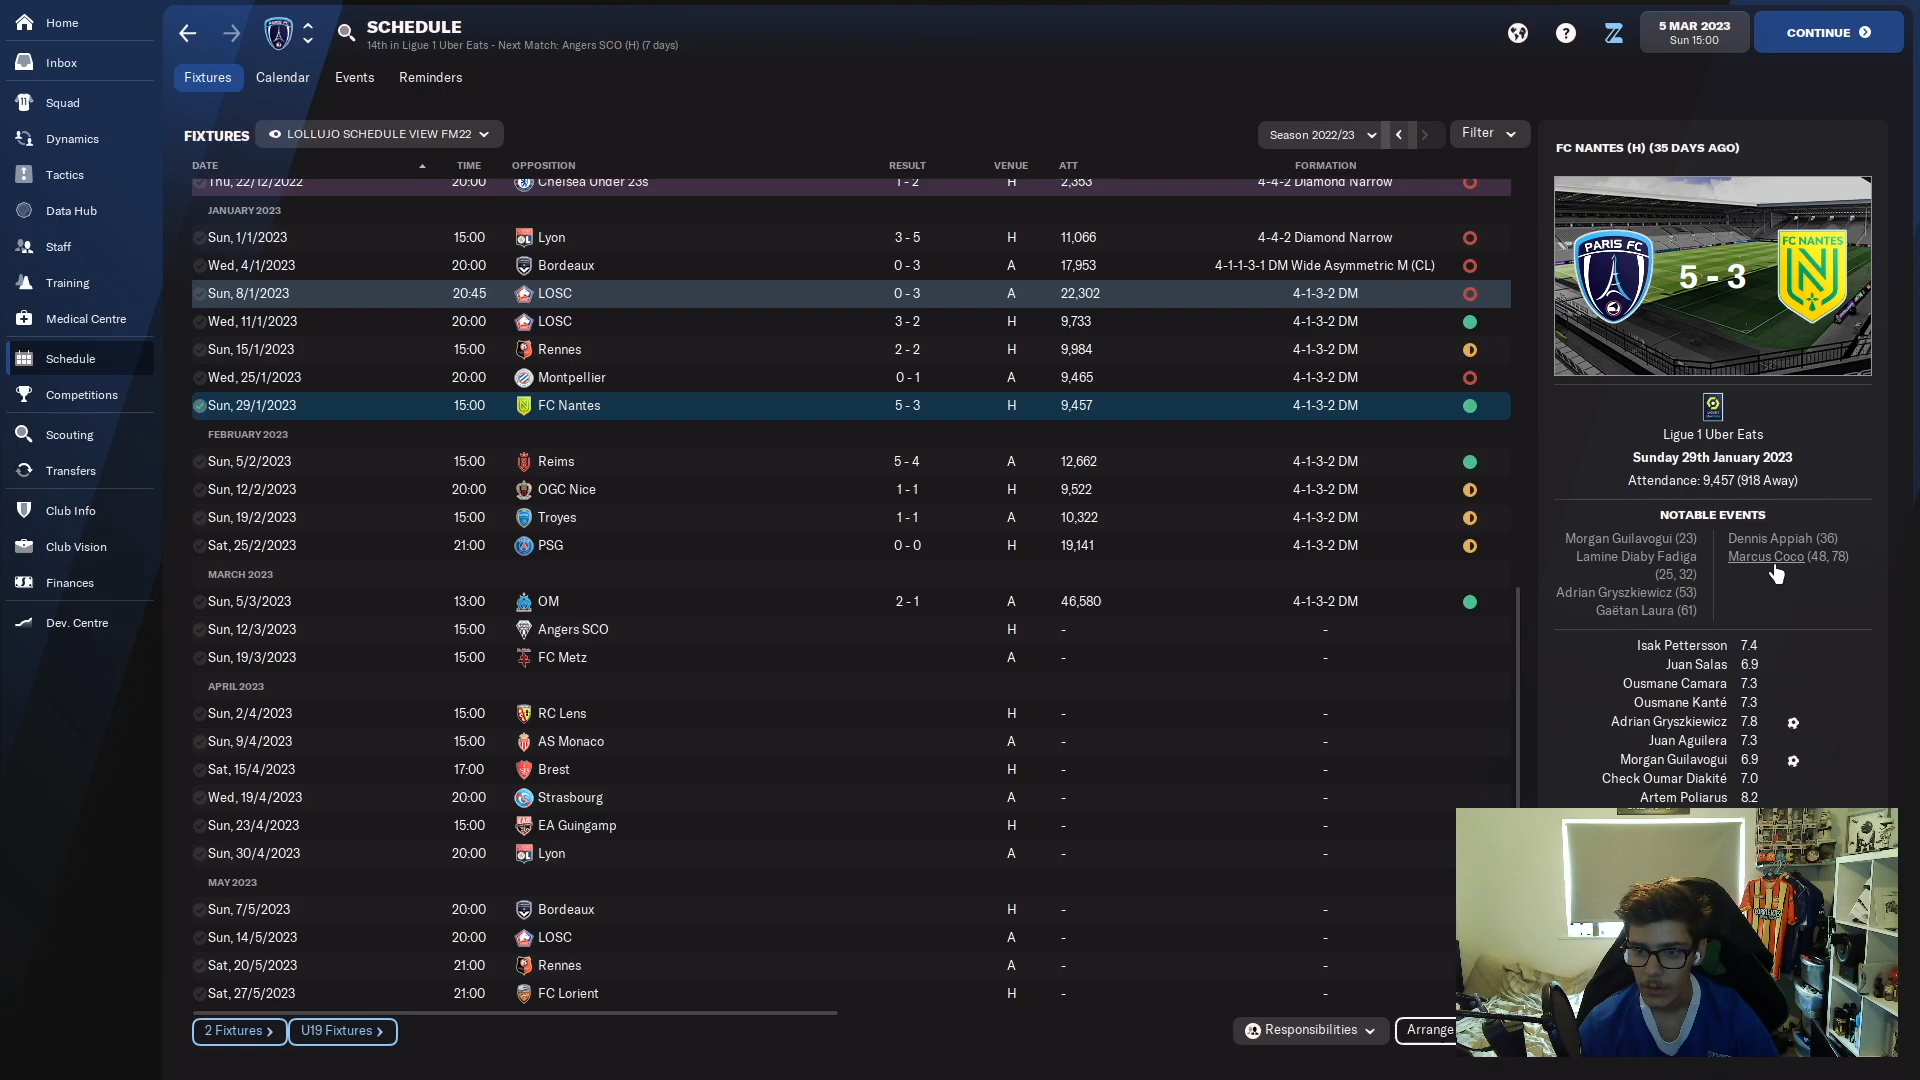 Home
Inbox
Squad
Dynamics
Tactics
Data Hub
Staff
Training
Medical Centre
Schedule
Competitions
Scouting
Transfers
Club Info
Club Vision
Finances
Dev. Centre
SCHEDULE
14th in Ligue 1 Uber Eats - Next Match: Angers SCO (H) (7 days)
5 MAR 2023
Sun 15:00
CONTINUE
Fixtures Calendar Events Reminders
FIXTURES LOLLUJO SCHEDULE VIEW FM22 Season 2022/23 Filter
DATE TIME OPPOSITION RESULT VENUE ATT FORMATION
Thu, 22/12/2022 20:00 Chelsea Under 23s 1 - 2 H 2,353 4-4-2 Diamond Narrow
JANUARY 2023
Sun, 1/1/2023 15:00 Lyon 3 - 5 H 11,066 4-4-2 Diamond Narrow
Wed, 4/1/2023 20:00 Bordeaux 0 - 3 A 17,953 4-1-1-3-1 DM Wide Asymmetric M (CL)
Sun, 8/1/2023 20:45 LOSC 0 - 3 A 22,302 4-1-3-2 DM
Wed, 11/1/2023 20:00 LOSC 3 - 2 H 9,733 4-1-3-2 DM
Sun, 15/1/2023 15:00 Rennes 2 - 2 H 9,984 4-1-3-2 DM
Wed, 25/1/2023 20:00 Montpellier 0 - 1 A 9,465 4-1-3-2 DM
Sun, 29/1/2023 15:00 FC Nantes 5 - 3 H 9,457 4-1-3-2 DM
FEBRUARY 2023
Sun, 5/2/2023 15:00 Reims 5 - 4 A 12,662 4-1-3-2 DM
Sun, 12/2/2023 20:00 OGC Nice 1 - 1 H 9,522 4-1-3-2 DM
Sun, 19/2/2023 15:00 Troyes 1 - 1 A 10,322 4-1-3-2 DM
Sat, 25/2/2023 21:00 PSG 0 - 0 H 19,141 4-1-3-2 DM
MARCH 2023
Sun, 5/3/2023 13:00 OM 2 - 1 A 46,580 4-1-3-2 DM
Sun, 12/3/2023 15:00 Angers SCO H - -
Sun, 19/3/2023 15:00 FC Metz A - -
APRIL 2023
Sun, 2/4/2023 15:00 RC Lens H - -
Sun, 9/4/2023 15:00 AS Monaco A - -
Sat, 15/4/2023 17:00 Brest H - -
Wed, 19/4/2023 20:00 Strasbourg A - -
Sun, 23/4/2023 15:00 EA Guingamp H - -
Sun, 30/4/2023 20:00 Lyon A - -
MAY 2023
Sun, 7/5/2023 20:00 Bordeaux H - -
Sun, 14/5/2023 20:00 LOSC A - -
Sat, 20/5/2023 21:00 Rennes A - -
Sat, 27/5/2023 21:00 FC Lorient H - -
2 Fixtures U19 Fixtures Responsibilities Arrange
FC NANTES (H) (35 DAYS AGO)
PARIS FC
5 - 3
FC NANTES
Ligue 1 Uber Eats
Sunday 29th January 2023
Attendance: 9,457 (918 Away)
NOTABLE EVENTS
Morgan Guilavogui (23) Dennis Appiah (36)
Lamine Diaby Fadiga Marcus Coco (48, 78)
(25, 32)
Adrian Gryszkiewicz (53)
Gaëtan Laura (61)
Isak Pettersson 7.4
Juan Salas 6.9
Ousmane Camara 7.3
Ousmane Kanté 7.3
Adrian Gryszkiewicz 7.8
Juan Aguilera 7.3
Morgan Guilavogui 6.9
Check Oumar Diakité 7.0
Artem Poliarus 8.2